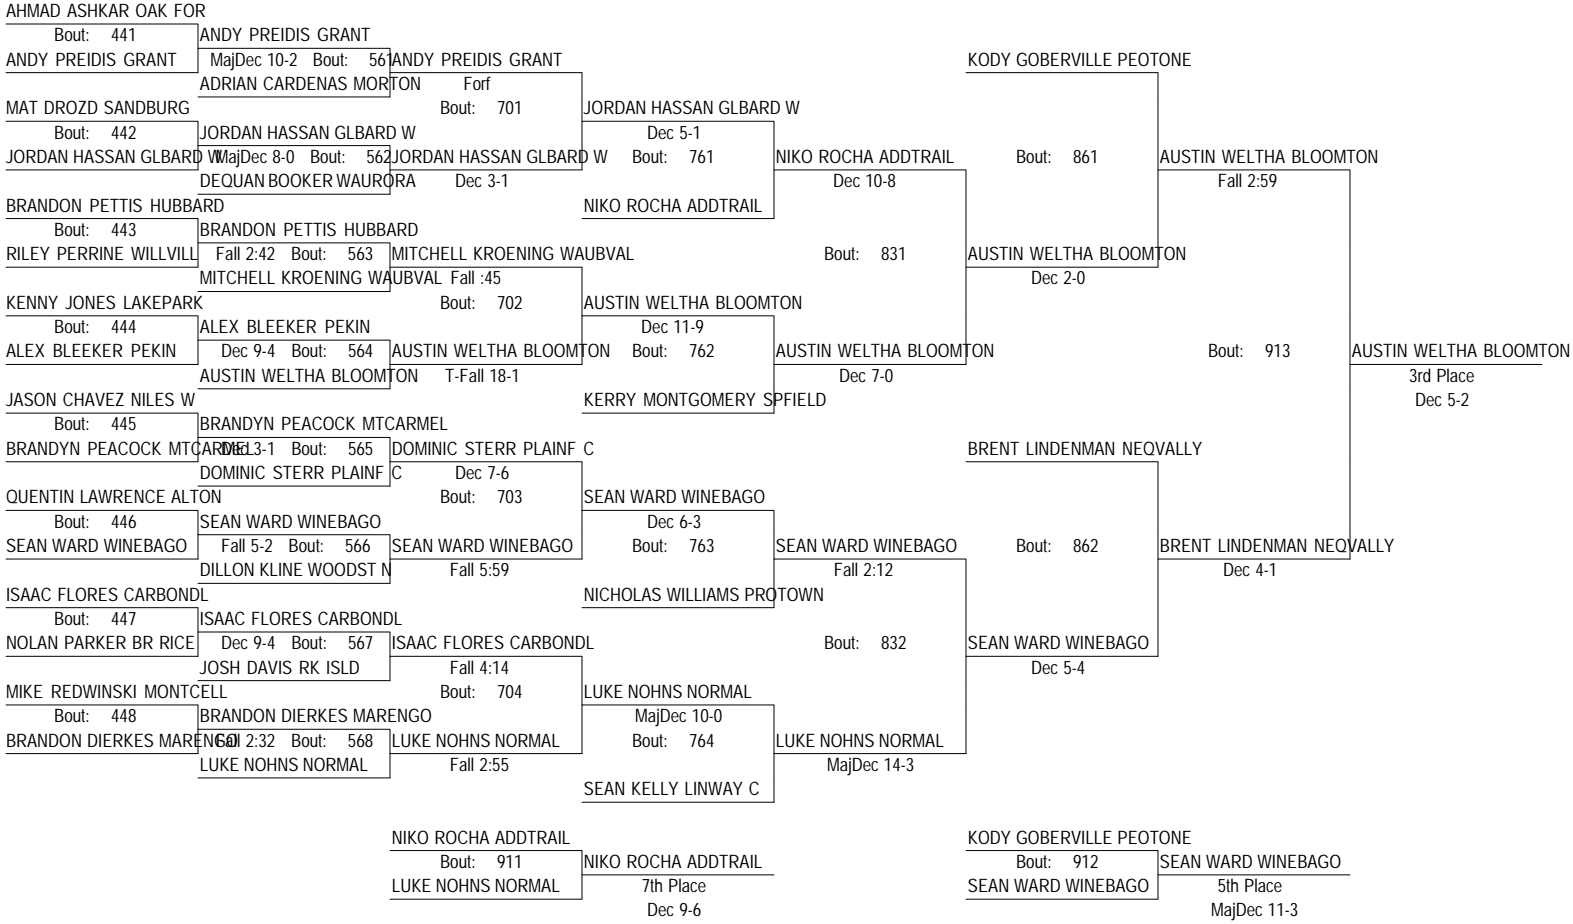 AHMAD ASHKAR OAK FOR
Bout: 441
ANDY PREIDIS GRANT
ANDY PREIDIS GRANT
MajDec 10-2 Bout: 561
ANDY PREIDIS GRANT
KODY GOBERVILLE PEOTONE
ADRIAN CARDENAS MORTON
Forf
MAT DROZD SANDBURG
Bout: 701
JORDAN HASSAN GLBARD W
Bout: 442
JORDAN HASSAN GLBARD W
Dec 5-1
JORDAN HASSAN GLBARD W
MajDec 8-0 Bout: 562
JORDAN HASSAN GLBARD W
Bout: 761
NIKO ROCHA ADDTRAIL
Bout: 861
AUSTIN WELTHA BLOOMTON
DEQUAN BOOKER WAURORA
Dec 3-1
Dec 10-8
Fall 2:59
BRANDON PETTIS HUBBARD
NIKO ROCHA ADDTRAIL
Bout: 443
BRANDON PETTIS HUBBARD
RILEY PERRINE WILLVILL
Fall 2:42 Bout: 563
MITCHELL KROENING WAUBVAL
Bout: 831
AUSTIN WELTHA BLOOMTON
MITCHELL KROENING WAUBVAL
Fall :45
Dec 2-0
KENNY JONES LAKEPARK
Bout: 702
AUSTIN WELTHA BLOOMTON
Bout: 444
ALEX BLEEKER PEKIN
Dec 11-9
ALEX BLEEKER PEKIN
Dec 9-4 Bout: 564
AUSTIN WELTHA BLOOMTON
Bout: 762
AUSTIN WELTHA BLOOMTON
Bout: 913
AUSTIN WELTHA BLOOMTON
AUSTIN WELTHA BLOOMTON
T-Fall 18-1
Dec 7-0
3rd Place
JASON CHAVEZ NILES W
KERRY MONTGOMERY SPFIELD
Dec 5-2
Bout: 445
BRANDYN PEACOCK MTCARMEL
BRANDYN PEACOCK MTCARMEL
Dec 3-1 Bout: 565
DOMINIC STERR PLAINF C
BRENT LINDENMAN NEQVALLY
DOMINIC STERR PLAINF C
Dec 7-6
QUENTIN LAWRENCE ALTON
Bout: 703
SEAN WARD WINEBAGO
Bout: 446
SEAN WARD WINEBAGO
Dec 6-3
SEAN WARD WINEBAGO
Fall 5-2 Bout: 566
SEAN WARD WINEBAGO
Bout: 763
SEAN WARD WINEBAGO
Bout: 862
BRENT LINDENMAN NEQVALLY
DILLON KLINE WOODST N
Fall 5:59
Fall 2:12
Dec 4-1
ISAAC FLORES CARBONDL
NICHOLAS WILLIAMS PROTOWN
Bout: 447
ISAAC FLORES CARBONDL
NOLAN PARKER BR RICE
Dec 9-4 Bout: 567
ISAAC FLORES CARBONDL
Bout: 832
SEAN WARD WINEBAGO
JOSH DAVIS RK ISLD
Fall 4:14
Dec 5-4
MIKE REDWINSKI MONTCELL
Bout: 704
LUKE NOHNS NORMAL
Bout: 448
BRANDON DIERKES MARENGO
MajDec 10-0
BRANDON DIERKES MARENGO
Fall 2:32 Bout: 568
LUKE NOHNS NORMAL
Bout: 764
LUKE NOHNS NORMAL
LUKE NOHNS NORMAL
Fall 2:55
MajDec 14-3
SEAN KELLY LINWAY C
NIKO ROCHA ADDTRAIL
KODY GOBERVILLE PEOTONE
Bout: 911
NIKO ROCHA ADDTRAIL
Bout: 912
SEAN WARD WINEBAGO
LUKE NOHNS NORMAL
7th Place
SEAN WARD WINEBAGO
5th Place
Dec 9-6
MajDec 11-3